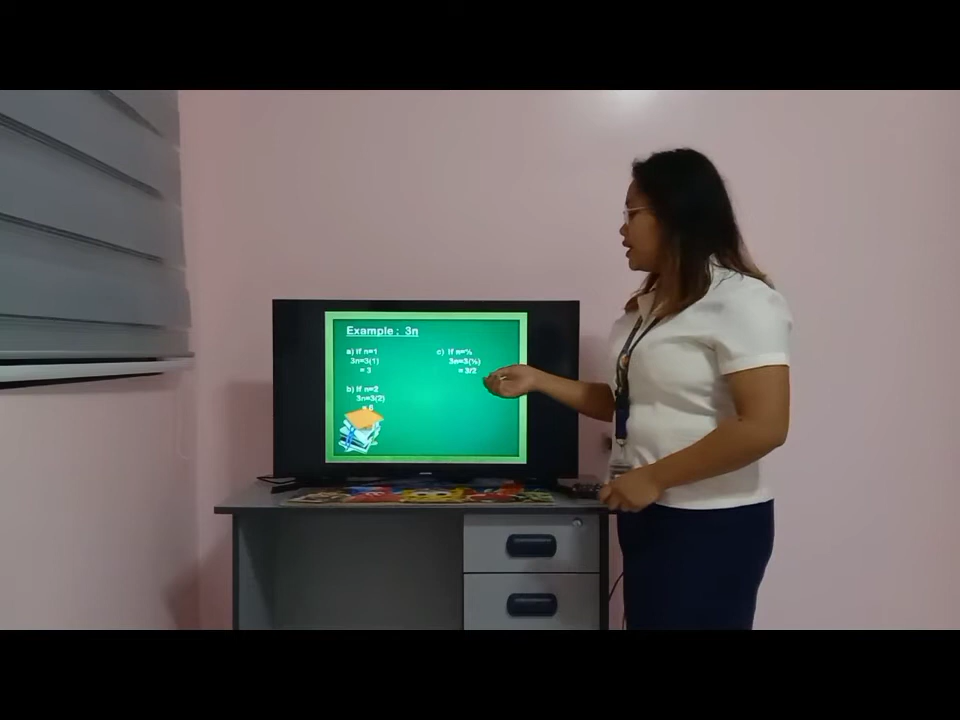 Example : 3n
a) If n=1
3n=3(1)
= 3
b) If n=2
3n=3(2)
= 6
c) If n=½
3n=3(½)
= 3/2